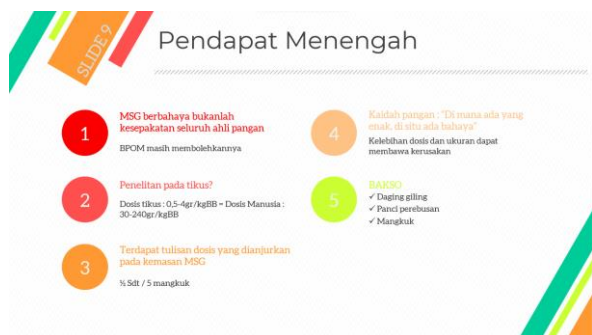 SLIDE 9
Pendapat Menengah
1
MSG berbahaya bukanlah
kesepakatan seluruh ahli pangan
BPOM masih membolehkannya
2
Penelitan pada tikus?
Dosis tikus : 0,5-4gr/kgBB = Dosis Manusia :
30-240gr/kgBB
3
Terdapat tulisan dosis yang dianjurkan
pada kemasan MSG
½ Sdt / 5 mangkuk
4
Kaidah pangan : "Di mana ada yang
enak, di situ ada bahaya"
Kelebihan dosis dan ukuran dapat
membawa kerusakan
5
BAKSO
✓ Daging giling
✓ Panci perebusan
✓ Mangkuk